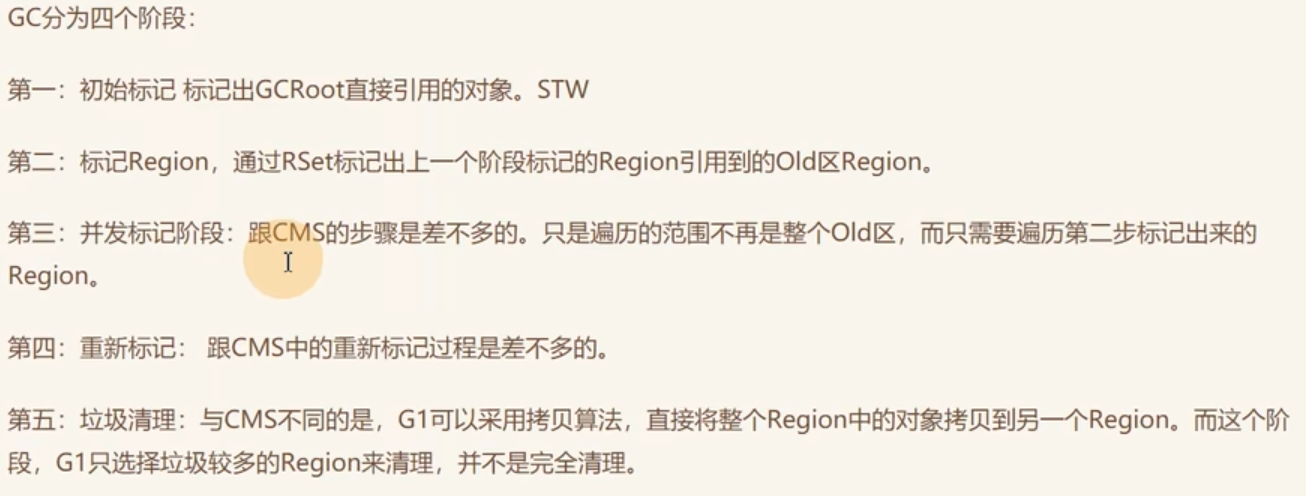 GC分为四个阶段：
第一：初始标记 标记出GCRoot直接引用的对象。STW
第二：标记Region，通过RSet标记出上一个阶段标记的Region引用到的Old区Region。
第三：并发标记阶段：跟CMS的步骤是差不多的。只是遍历的范围不再是整个Old区，而只需要遍历第二步标记出来的
Region。
第四：重新标记： 跟CMS中的重新标记过程是差不多的。
第五：垃圾清理：与CMS不同的是，G1可以采用拷贝算法，直接将整个Region中的对象拷贝到另一个Region。而这个阶
段，G1只选择垃圾较多的Region来清理，并不是完全清理。